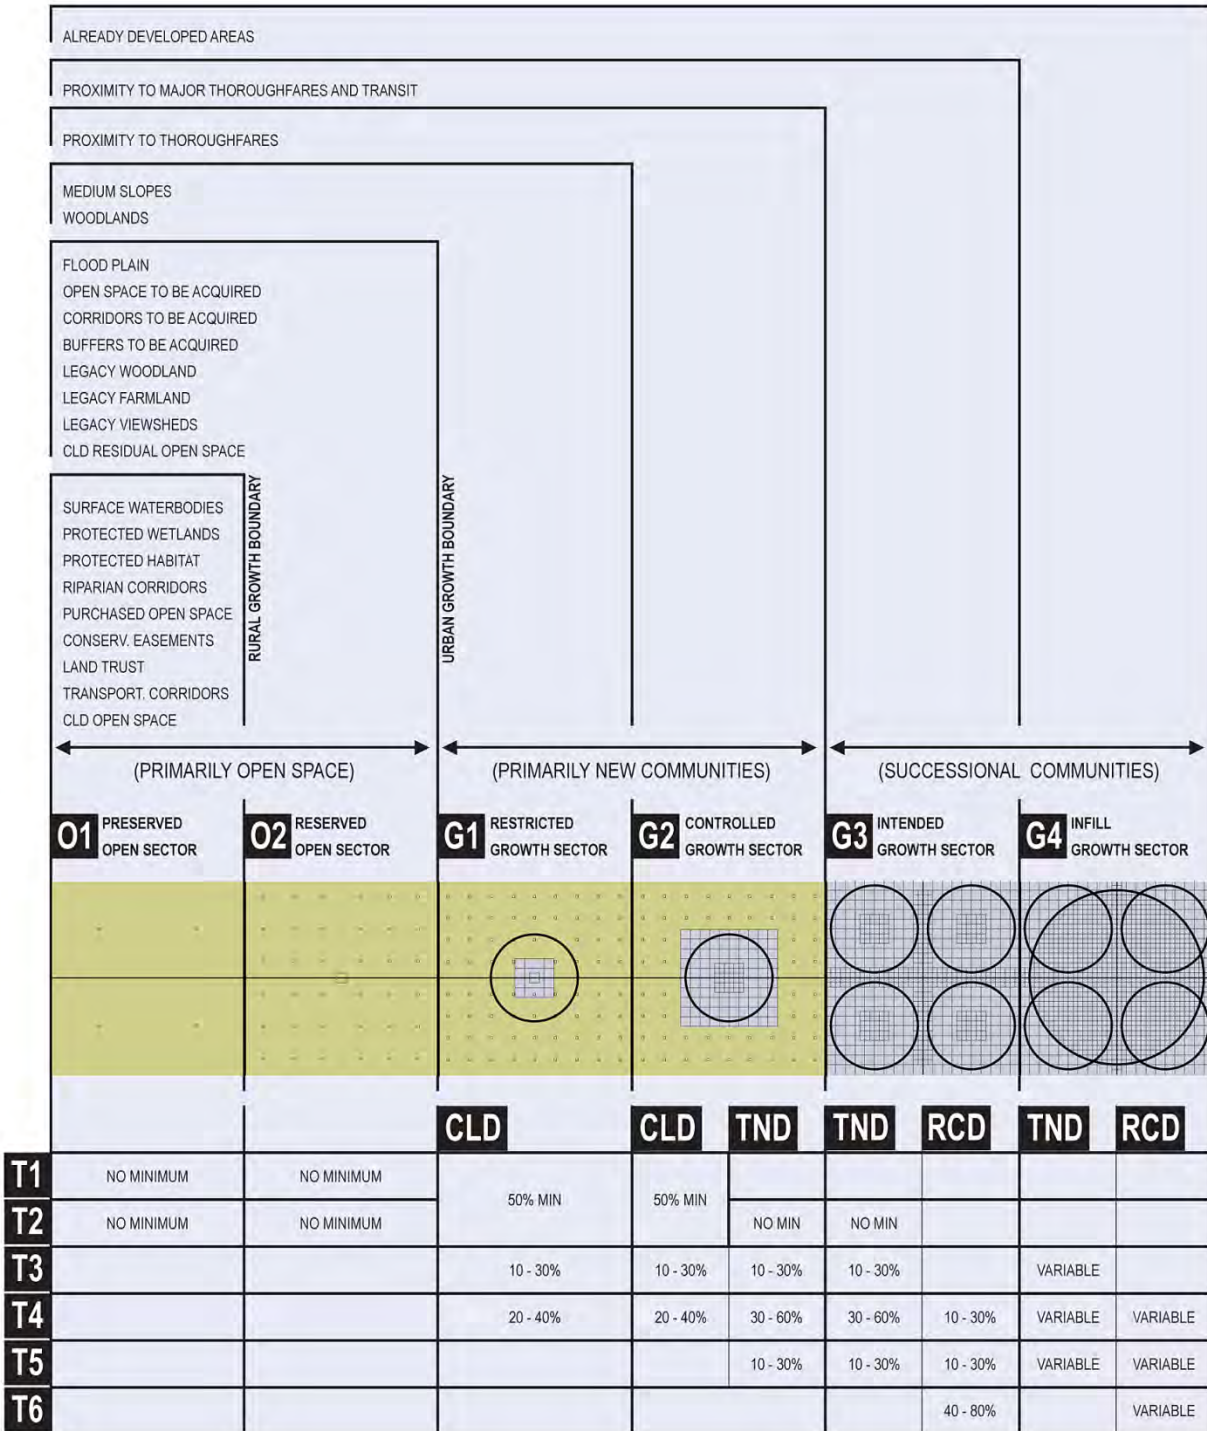 ALREADY DEVELOPED AREAS
PROXIMITY TO MAJOR THOROUGHFARES AND TRANSIT
PROXIMITY TO THOROUGHFARES
MEDIUM SLOPES
WOODLANDS
FLOOD PLAIN
OPEN SPACE TO BE ACQUIRED
CORRIDORS TO BE ACQUIRED
BUFFERS TO BE ACQUIRED
LEGACY WOODLAND
LEGACY FARMLAND
LEGACY VIEWSHEDS
CLD RESIDUAL OPEN SPACE
SURFACE WATERBODIES
PROTECTED WETLANDS
PROTECTED HABITAT
RIPARIAN CORRIDORS
PURCHASED OPEN SPACE
CONSERV. EASEMENTS
LAND TRUST
TRANSPORT. CORRIDORS
CLD OPEN SPACE
RURAL GROWTH BOUNDARY
URBAN GROWTH BOUNDARY
(PRIMARILY OPEN SPACE) (PRIMARILY NEW COMMUNITIES) (SUCCESSIONAL COMMUNITIES)
O1 PRESERVED
OPEN SECTOR
O2 RESERVED
OPEN SECTOR
G1 RESTRICTED
GROWTH SECTOR
G2 CONTROLLED
GROWTH SECTOR
G3 INTENDED
GROWTH SECTOR
G4 INFILL
GROWTH SECTOR
CLD CLD TND TND RCD TND RCD
T1 NO MINIMUM NO MINIMUM
50% MIN 50% MIN
T2 NO MINIMUM NO MINIMUM NO MIN NO MIN
T3 10 - 30% 10 - 30% 10 - 30% 10 - 30% VARIABLE
T4 20 - 40% 20 - 40% 30 - 60% 30 - 60% 10 - 30% VARIABLE VARIABLE
T5 10 - 30% 10 - 30% 10 - 30% VARIABLE VARIABLE
T6 40 - 80% VARIABLE